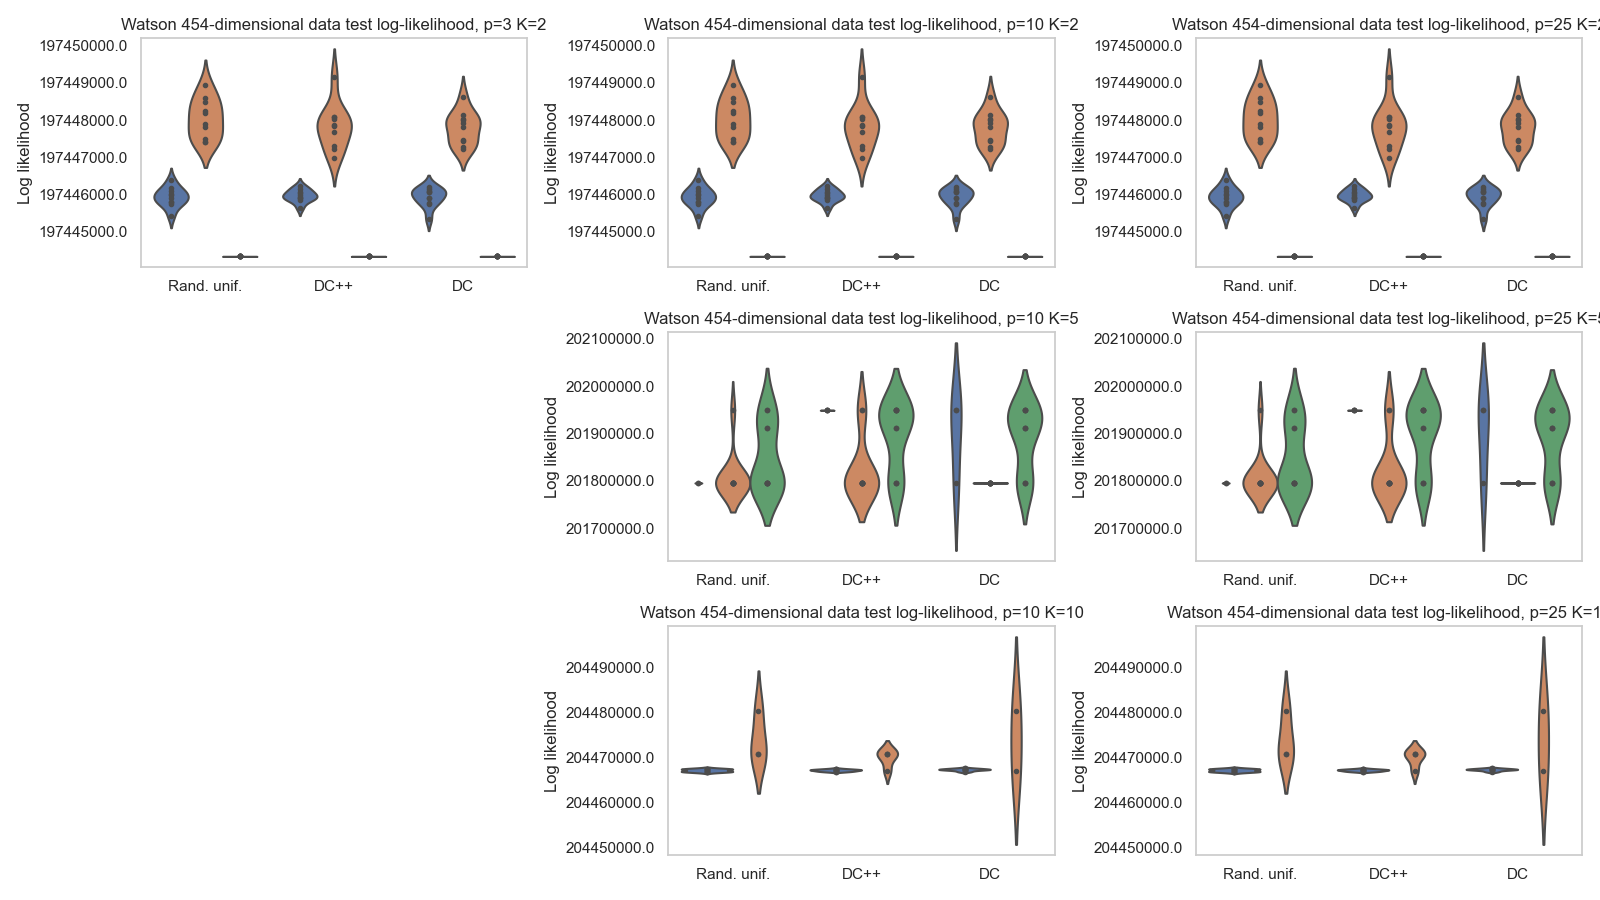 Watson 454-dimensional data test log-likelihood, p=3 K=2
197450000.0
197449000.0
197448000.0
197447000.0
197446000.0
197445000.0
Log likelihood
Rand. unif. DC++ DC
Watson 454-dimensional data test log-likelihood, p=10 K=2
197450000.0
197449000.0
197448000.0
197447000.0
197446000.0
197445000.0
Log likelihood
Rand. unif. DC++ DC
Watson 454-dimensional data test log-likelihood, p=25 K=2
197450000.0
197449000.0
197448000.0
197447000.0
197446000.0
197445000.0
Log likelihood
Rand. unif. DC++ DC
Watson 454-dimensional data test log-likelihood, p=10 K=5
202100000.0
202000000.0
201900000.0
201800000.0
201700000.0
Log likelihood
Rand. unif. DC++ DC
Watson 454-dimensional data test log-likelihood, p=25 K=5
202100000.0
202000000.0
201900000.0
201800000.0
201700000.0
Log likelihood
Rand. unif. DC++ DC
Watson 454-dimensional data test log-likelihood, p=10 K=10
204490000.0
204480000.0
204470000.0
204460000.0
204450000.0
Log likelihood
Rand. unif. DC++ DC
Watson 454-dimensional data test log-likelihood, p=25 K=1
204490000.0
204480000.0
204470000.0
204460000.0
204450000.0
Log likelihood
Rand. unif. DC++ DC